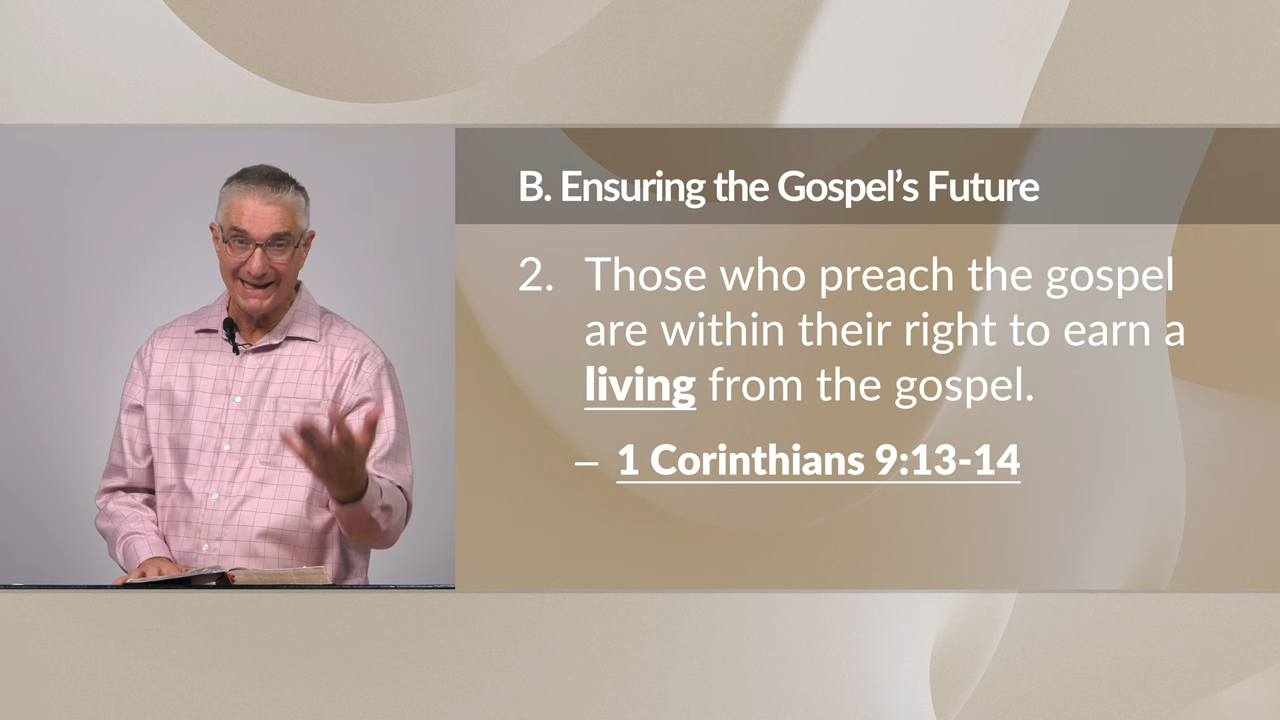 B. Ensuring the Gospel’s Future
2. Those who preach the gospel
are within their right to earn a
living from the gospel.
– 1 Corinthians 9:13-14